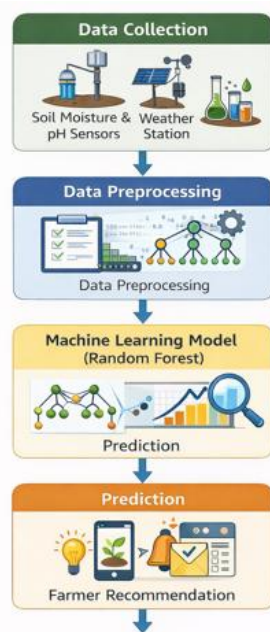 Data Collection
Soil Moisture &
pH Sensors
Weather
Station
Data Preprocessing
Data Preprocessing
Machine Learning Model
(Random Forest)
Prediction
Prediction
Farmer Recommendation